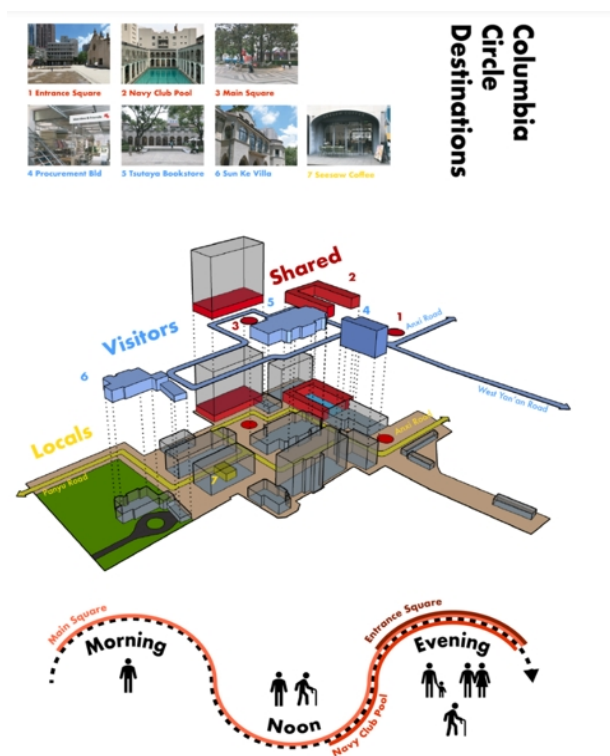 Columbia
Circle
Destinations
1 Entrance Square
2 Navy Club Pool
3 Main Square
4 Procurement Bld
5 Tsutaya Bookstore
6 Sun Ke Villa
7 Seesaw Coffee
Shared
2
5
4
1
3
Anxi Road
Visitors
6
West Yan'an Road
Locals
Anxi Road
Panyu Road
7
Main Square
Morning
Noon
Navy Club Pool
Entrance Square
Evening